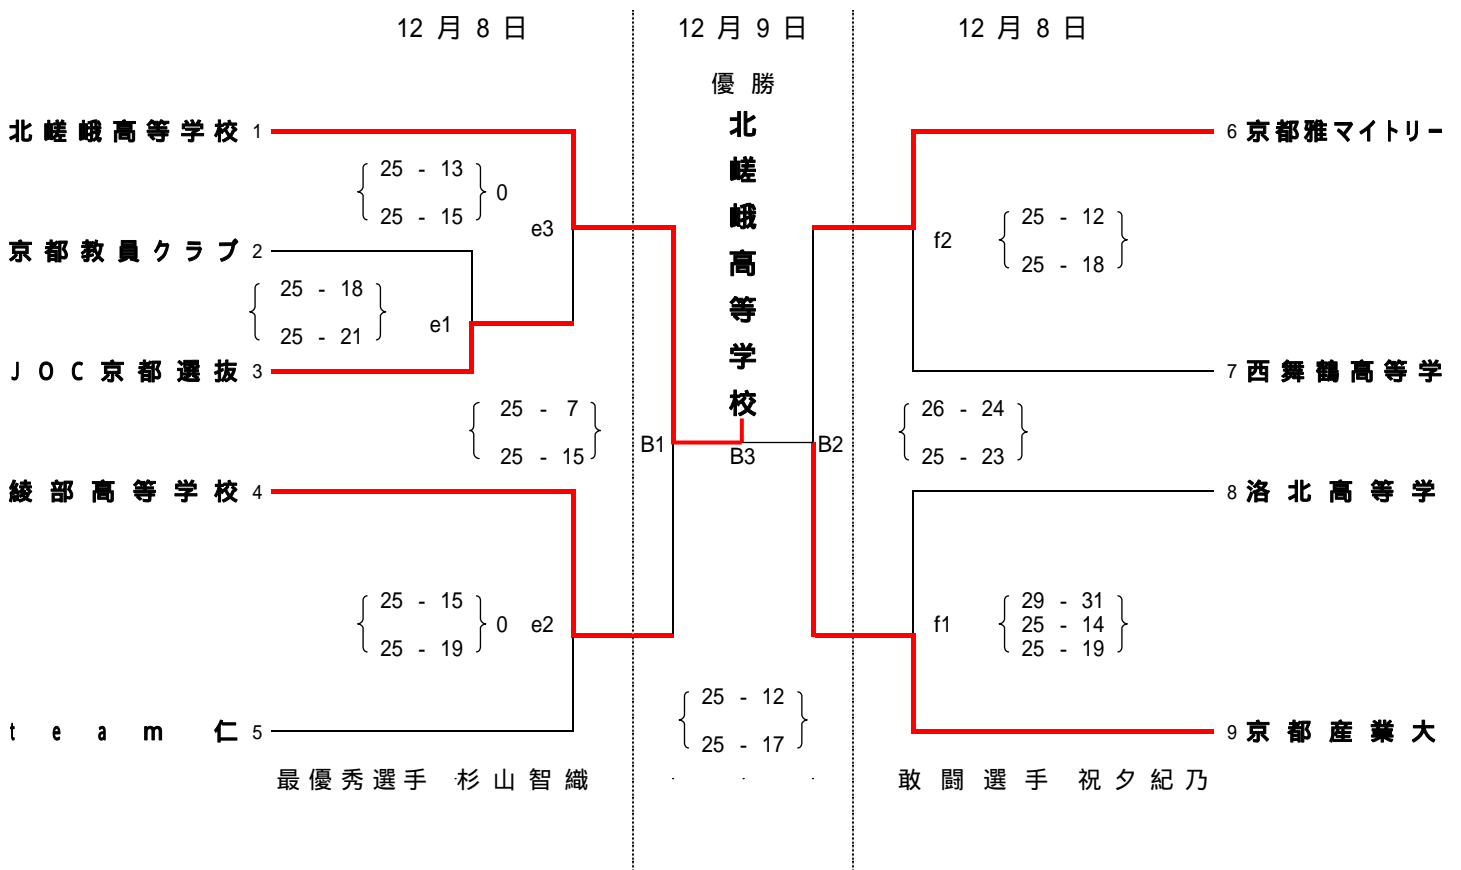 12 月 8 日 12 月 9 日 12 月 8 日
優 勝
北嵯峨高等学校
北嵯峨高等学校 1
25 - 13
25 - 15
0
e3
京都教員クラブ 2
25 - 18
25 - 21
e1
JOC京都選抜 3
25 - 7
25 - 15
B1
綾部高等学校 4
25 - 15
25 - 19
0 e2
team 仁 5
B3
25 - 12
25 - 17
6 京都雅マイトリー
25 - 12
25 - 18
f2
7 西舞鶴高等学
26 - 24
25 - 23
B2
8 洛北高等学
29 - 31
25 - 14
25 - 19
f1
9 京都産業大
最優秀選手 杉山智織
敢闘選手 祝夕紀乃